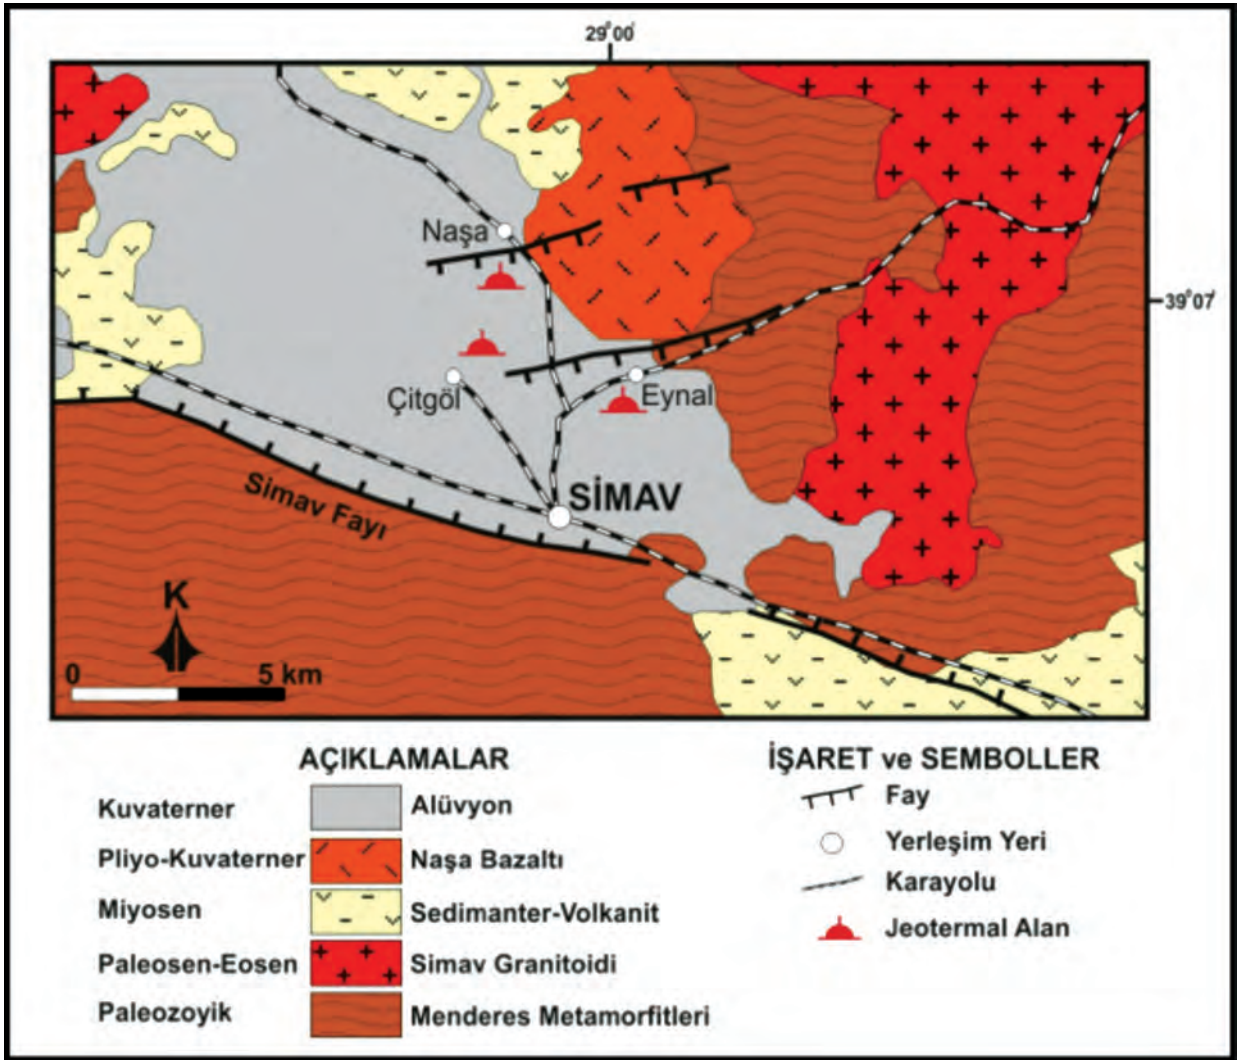 29°00'
Naşa
39°07'
Çitgöl
Eynal
SİMAV
Simav Fayı
K
0 5 km
AÇIKLAMALAR
Kuvaterner Alüvyon
Pliyo-Kuvaterner Naşa Bazaltı
Miyosen Sedimanter-Volkanit
Paleosen-Eosen Simav Granitoidi
Paleozoyik Menderes Metamorfitleri
İŞARET ve SEMBOLLER
Fay
Yerleşim Yeri
Karayolu
Jeotermal Alan